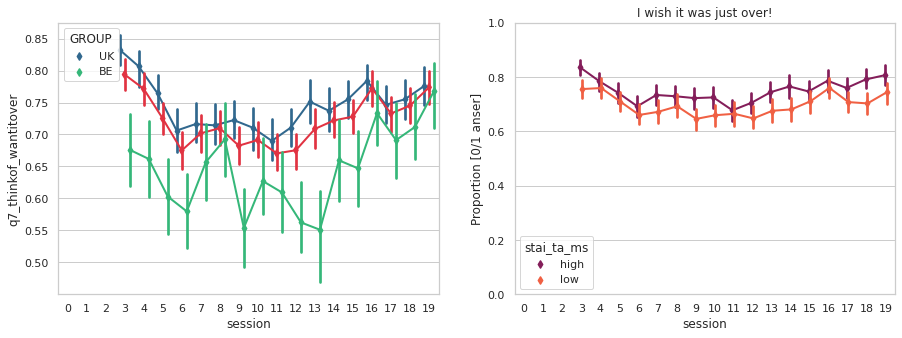 I wish it was just over!
GROUP
UK
BE
0.85
0.80
0.75
0.70
0.65
0.60
0.55
0.50
q7_thinkof_wantitover
0 1 2 3 4 5 6 7 8 9 10 11 12 13 14 15 16 17 18 19
session
1.0
0.8
0.6
0.4
0.2
0.0
Proportion [0/1 anser]
stai_ta_ms
high
low
0 1 2 3 4 5 6 7 8 9 10 11 12 13 14 15 16 17 18 19
session